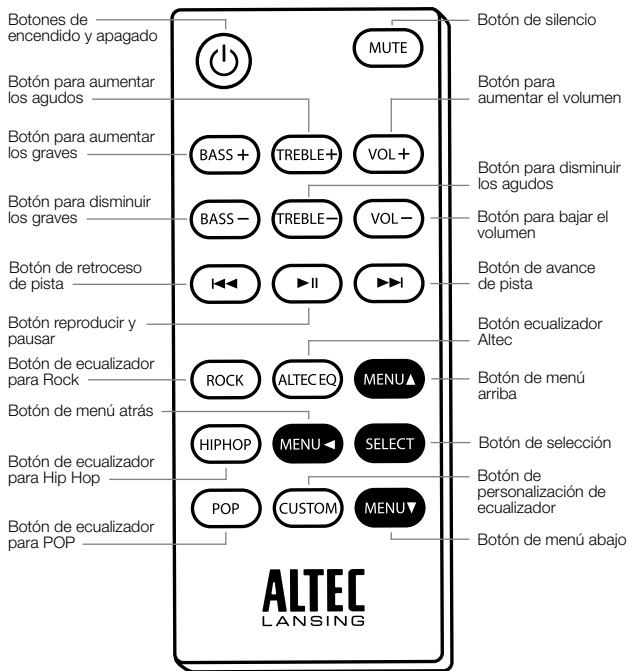 Botones de
encendido y apagado
Botón de silencio
MUTE
Botón para aumentar
los agudos
Botón para
aumentar el volumen
Botón para aumentar
los graves
BASS +
TREBLE+
VOL+
Botón para disminuir
los agudos
Botón para disminuir
los graves
BASS −
TREBLE−
VOL−
Botón para bajar el
volumen
Botón de retroceso
de pista
Botón de avance
de pista
Botón reproducir y
pausar
Botón ecualizador
Altec
Botón de ecualizador
para Rock
ROCK
ALTEC EQ
MENU▲
Botón de menú
arriba
Botón de menú atrás
HIPHOP
MENU◄
SELECT
Botón de selección
Botón de ecualizador
para Hip Hop
Botón de
personalización de
ecualizador
POP
CUSTOM
MENU▼
Botón de ecualizador
para POP
Botón de menú abajo
ALTEC
LANSING